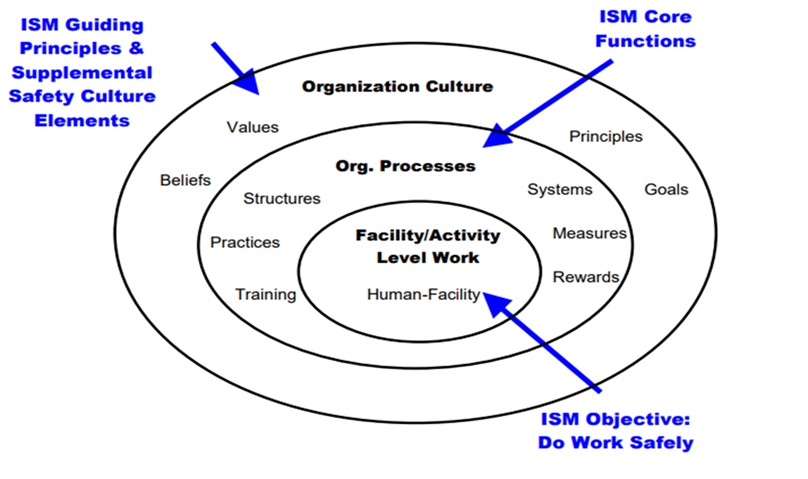 ISM Guiding
Principles &
Supplemental
Safety Culture
Elements
ISM Core
Functions
Organization Culture
Values
Principles
Beliefs
Goals
Org. Processes
Structures
Systems
Practices
Measures
Training
Rewards
Facility/Activity
Level Work
Human-Facility
ISM Objective:
Do Work Safely